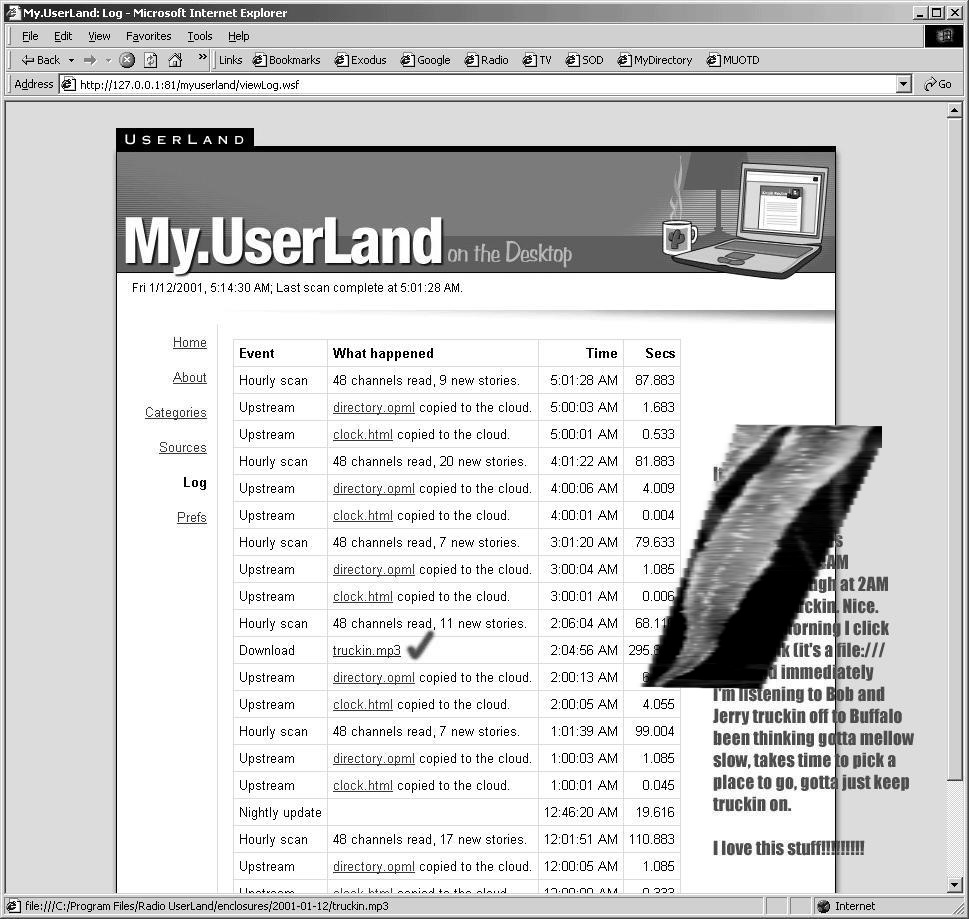 My.UserLand: Log - Microsoft Internet Explorer
File Edit View Favorites Tools Help
Back » Links Bookmarks Exodus Google Radio TV SOD MyDirectory MUOTD
Address http://127.0.0.1:81/myuserland/viewLog.wsf Go
USERLAND
My.UserLand on the Desktop
Fri 1/12/2001, 5:14:30 AM; Last scan complete at 5:01:28 AM.
Home
About
Categories
Sources
Log
Prefs
Event What happened Time Secs
Hourly scan 48 channels read, 9 new stories. 5:01:28 AM 87.883
Upstream directory.opml copied to the cloud. 5:00:03 AM 1.683
Upstream clock.html copied to the cloud. 5:00:01 AM 0.533
Hourly scan 48 channels read, 20 new stories. 4:01:22 AM 81.883
Upstream directory.opml copied to the cloud. 4:00:06 AM 4.009
Upstream clock.html copied to the cloud. 4:00:01 AM 0.004
Hourly scan 48 channels read, 7 new stories. 3:01:20 AM 79.633
Upstream directory.opml copied to the cloud. 3:00:04 AM 1.085
Upstream clock.html copied to the cloud. 3:00:01 AM 0.006
Hourly scan 48 channels read, 11 new stories. 2:06:04 AM
Download truckin.mp3 2:04:56 AM
Upstream directory.opml copied to the cloud. 2:00:13 AM
Upstream clock.html copied to the cloud. 2:00:05 AM 4.055
Hourly scan 48 channels read, 7 new stories. 1:01:39 AM 99.004
Upstream directory.opml copied to the cloud. 1:00:03 AM 1.085
Upstream clock.html copied to the cloud. 1:00:01 AM 0.045
Nightly update 12:46:20 AM 19.616
Hourly scan 48 channels read, 17 new stories. 12:01:51 AM 110.883
Upstream directory.opml copied to the cloud. 12:00:05 AM 1.085
Upstream clock.html copied to the cloud. 12:00:00 AM 0.333
at 2AM
Nice.
I click
(it's a file:///
immediately
I'm listening to Bob and
Jerry truckin off to Buffalo
been thinking gotta mellow
slow, takes time to pick a
place to go, gotta just keep
truckin on.
I love this stuff!!!!!!!!!
file:///C:/Program Files/Radio UserLand/enclosures/2001-01-12/truckin.mp3 Internet